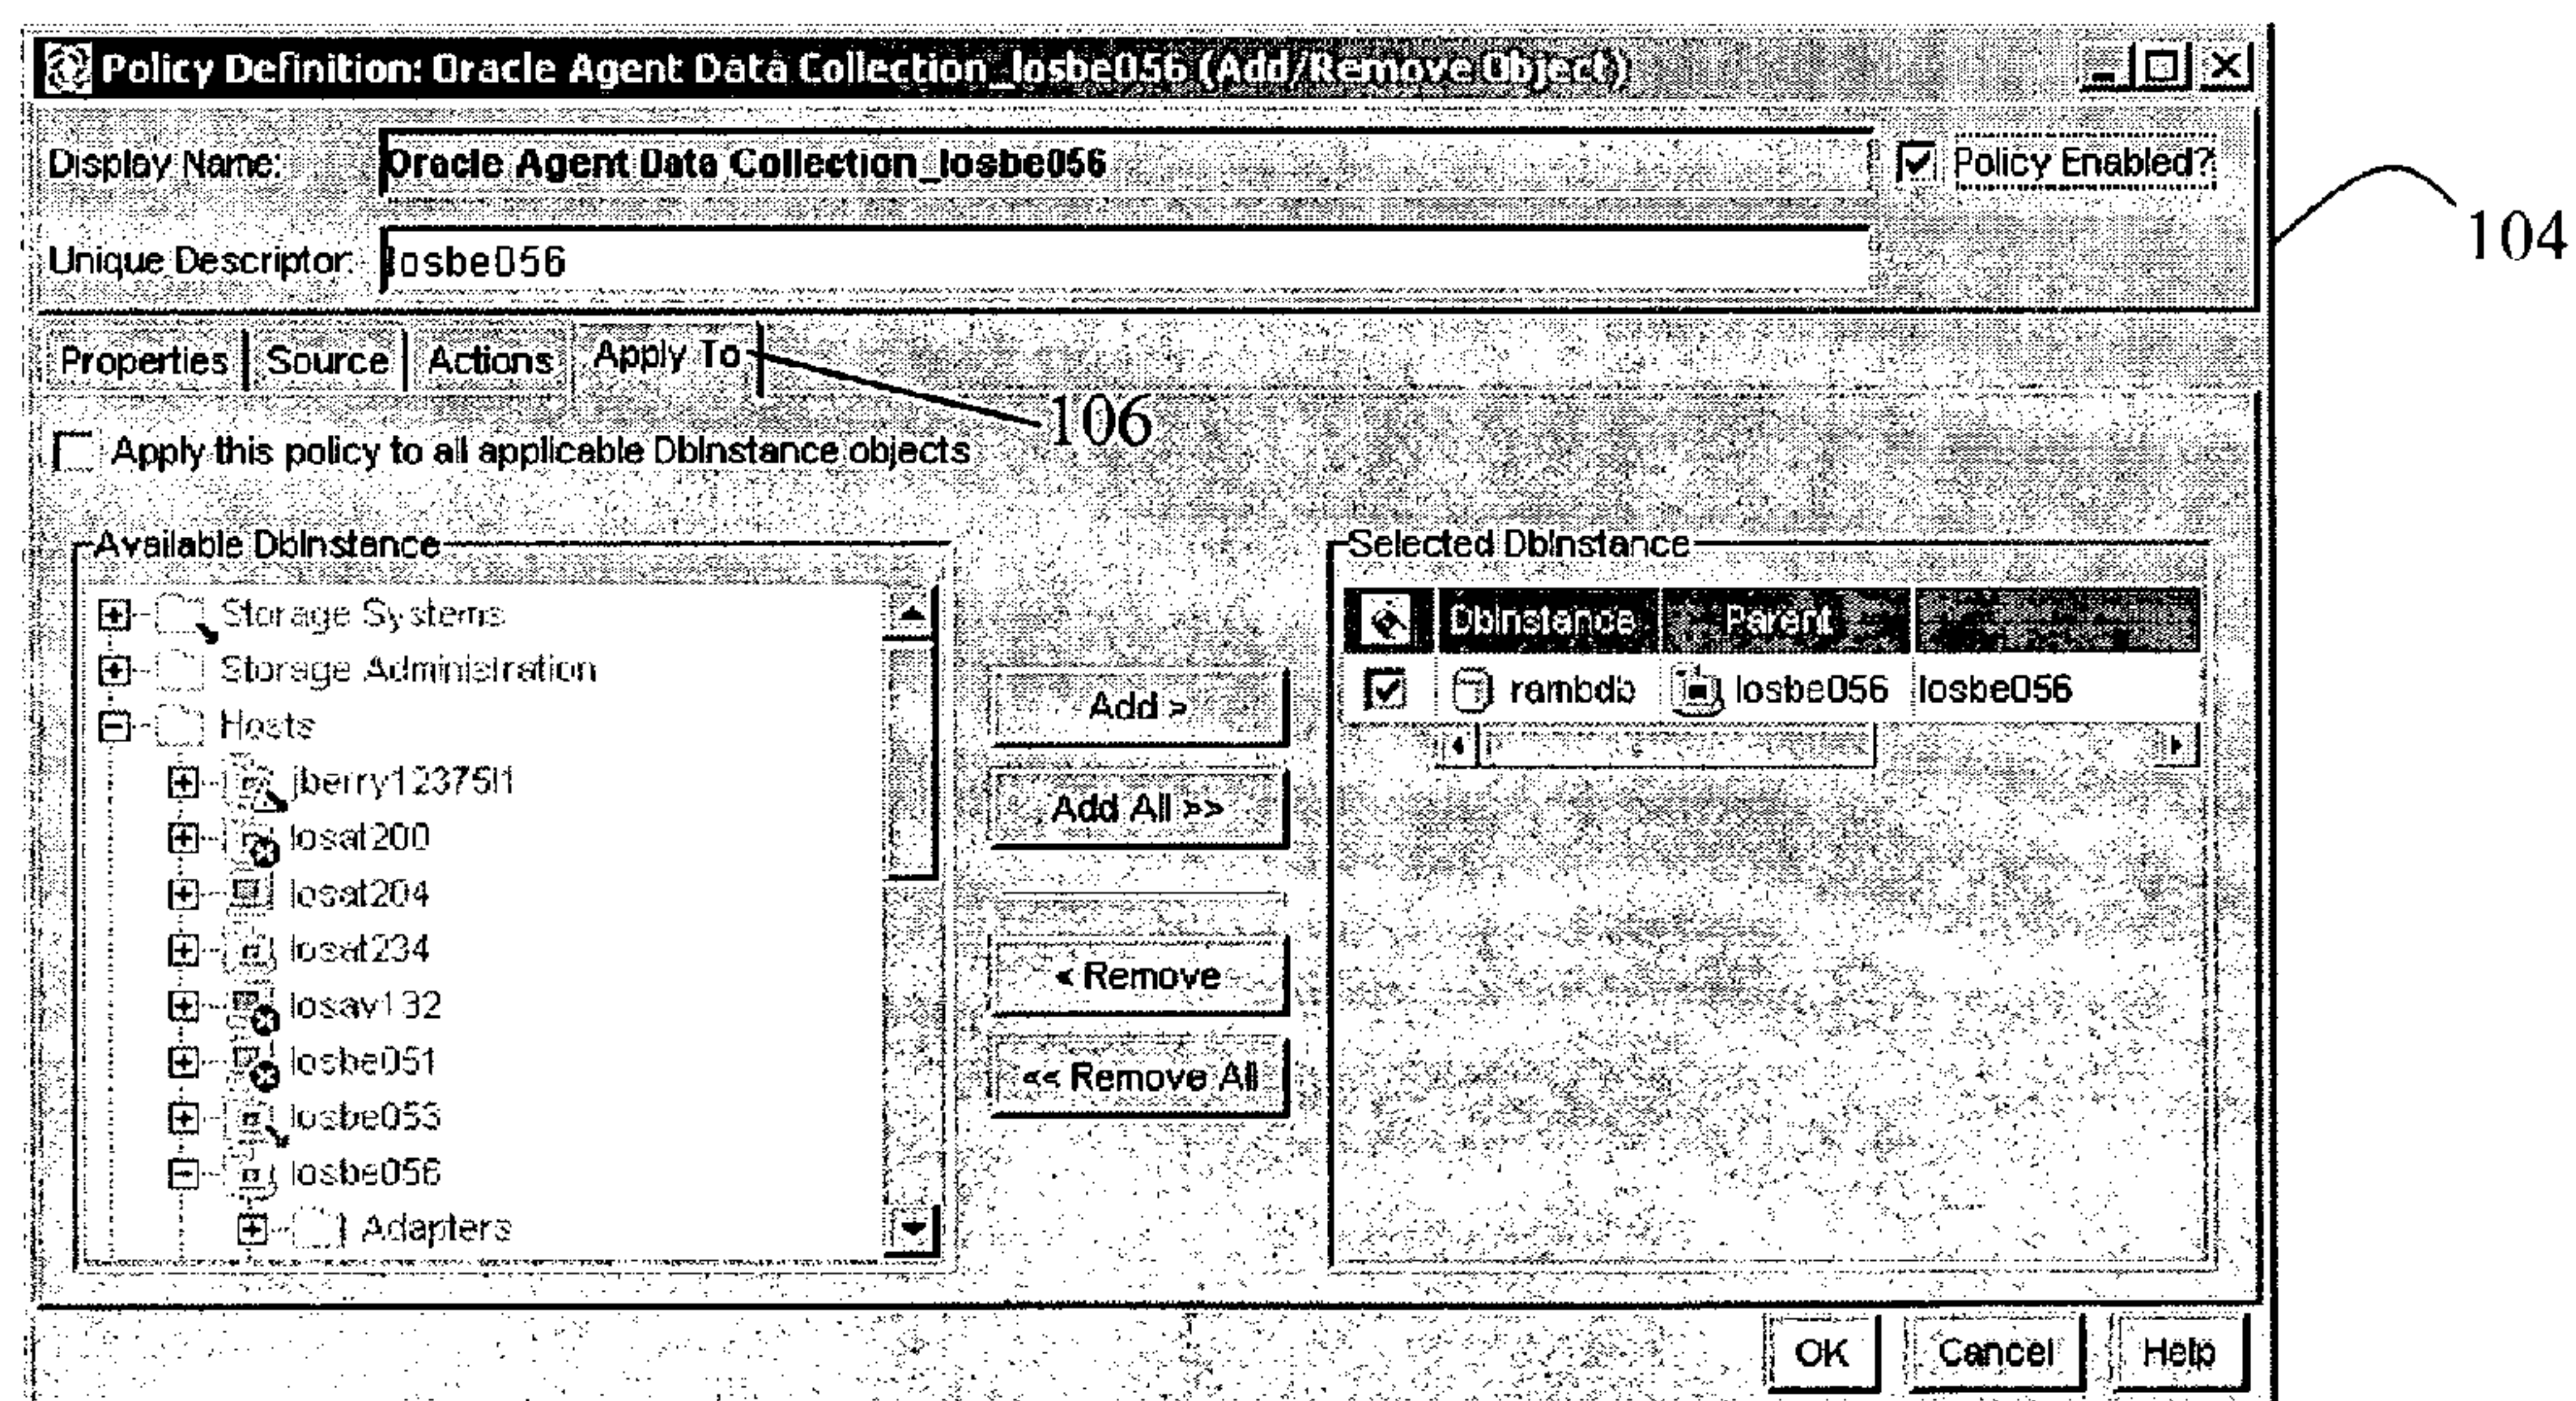 Policy Definition: Oracle Agent Data Collection_losbe056 (Add/Remove Object)
Display Name: Oracle Agent Data Collection_losbe056 Policy Enabled?
104
Unique Descriptor: losbe056
Properties Source Actions Apply To
106
Apply this policy to all applicable DbInstance objects
Available DbInstance
Storage Systems
Storage Administration
Hosts
jberry12375l1
losat200
losat204
losat234
losav132
losbe051
losbe053
losbe056
Adapters
Add >
Add All >>
< Remove
<< Remove All
Selected DbInstance
DbInstance Parent
rambdb losbe056 losbe056
OK Cancel Help